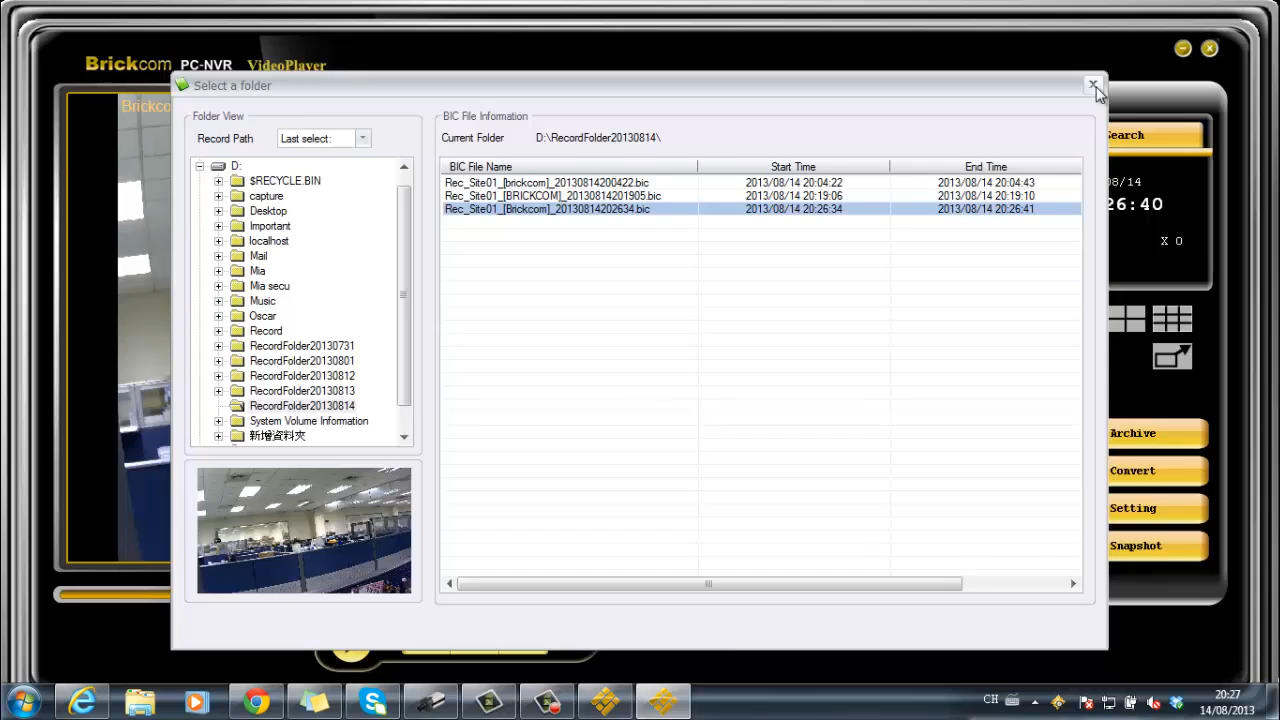 Brickcom PC-NVR VideoPlayer
Select a folder
Folder View
Record Path Last select:
D:
$RECYCLE.BIN
capture
Desktop
Important
localhost
Mail
Mia
Mia secu
Music
Oscar
Record
RecordFolder20130731
RecordFolder20130801
RecordFolder20130812
RecordFolder20130813
RecordFolder20130814
System Volume Information
新增資料夾
BIC File Information
Current Folder D:\RecordFolder20130814\
BIC File Name Start Time End Time
Rec_Site01_[brickcom]_20130814200422.bic 2013/08/14 20:04:22 2013/08/14 20:04:43
Rec_Site01_[BRICKCOM]_20130814201905.bic 2013/08/14 20:19:06 2013/08/14 20:19:10
Rec_Site01_[Brickcom]_20130814202634.bic 2013/08/14 20:26:34 2013/08/14 20:26:41
Brickco
earch
/08/14
26:40
X 0
Archive
Convert
Setting
Snapshot
CH
20:27
14/08/2013